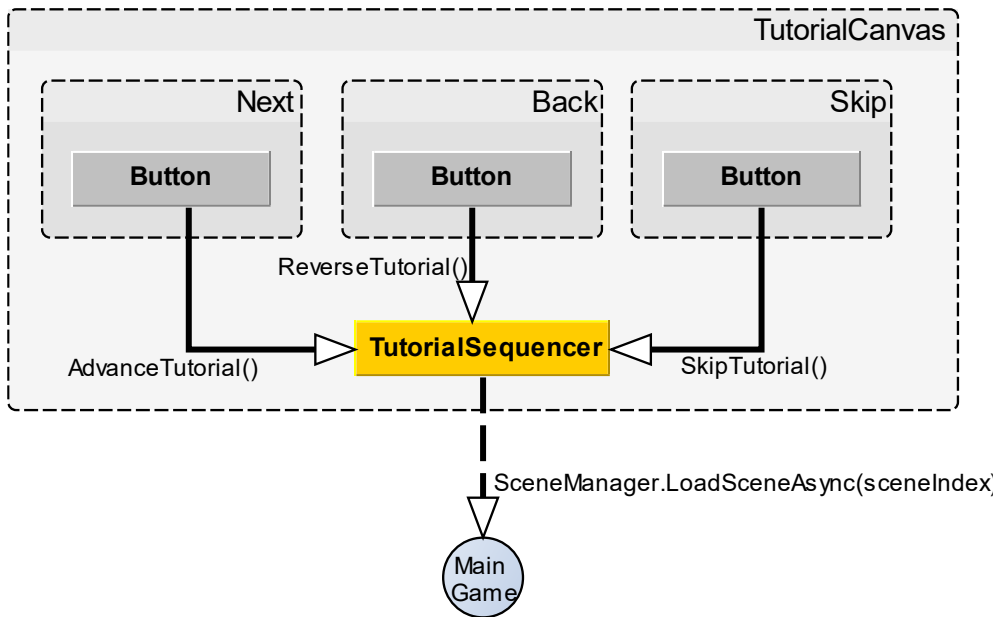 TutorialCanvas
Next
Back
Skip
Button
Button
Button
ReverseTutorial()
TutorialSequencer
AdvanceTutorial()
SkipTutorial()
SceneManager.LoadSceneAsync(sceneIndex)
Main
Game